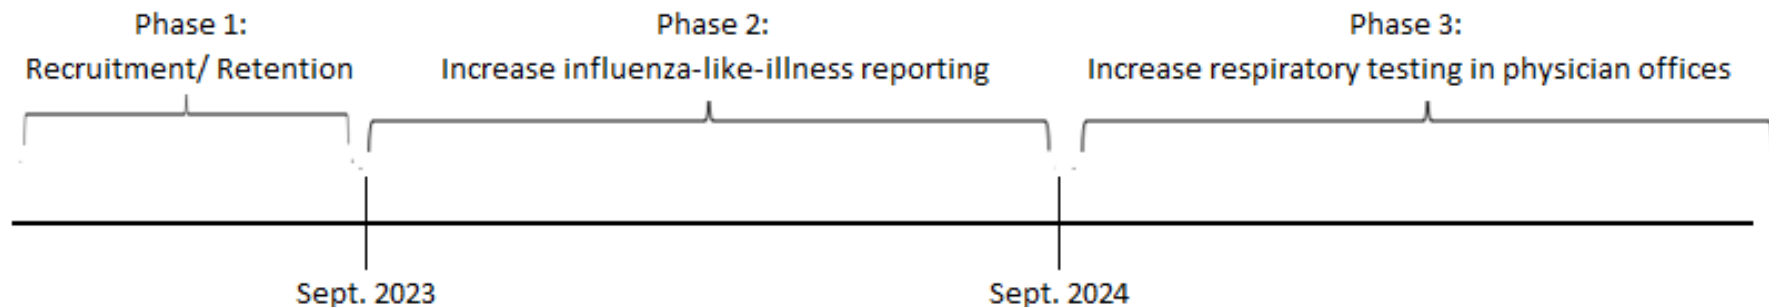 Phase 1:
Recruitment/ Retention
Phase 2:
Increase influenza-like-illness reporting
Phase 3:
Increase respiratory testing in physician offices
Sept. 2023
Sept. 2024